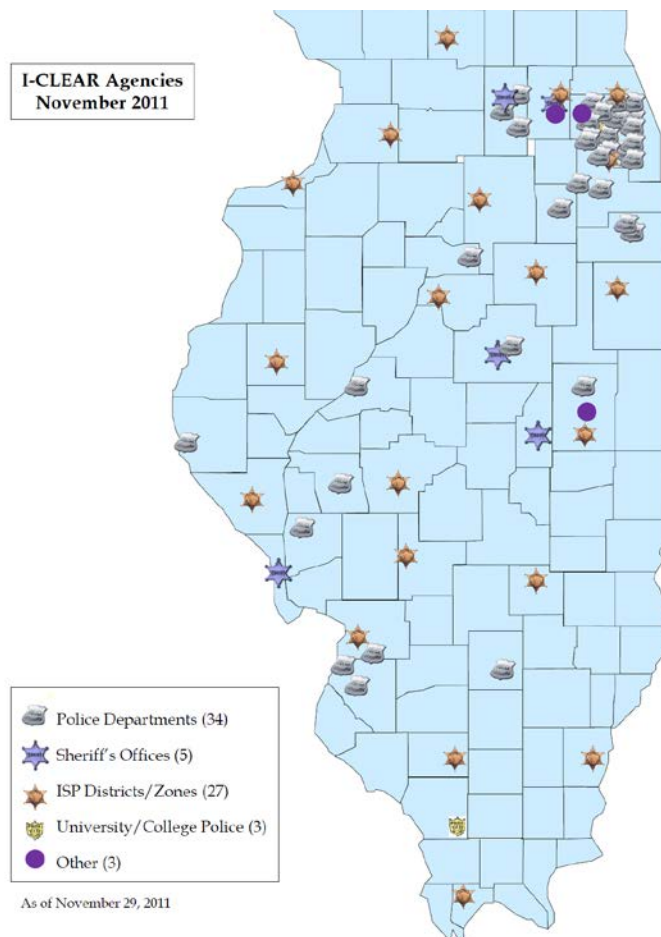 I-CLEAR Agencies
November 2011
Police Departments (34)
Sheriff's Offices (5)
ISP Districts/Zones (27)
University/College Police (3)
Other (3)
As of November 29, 2011